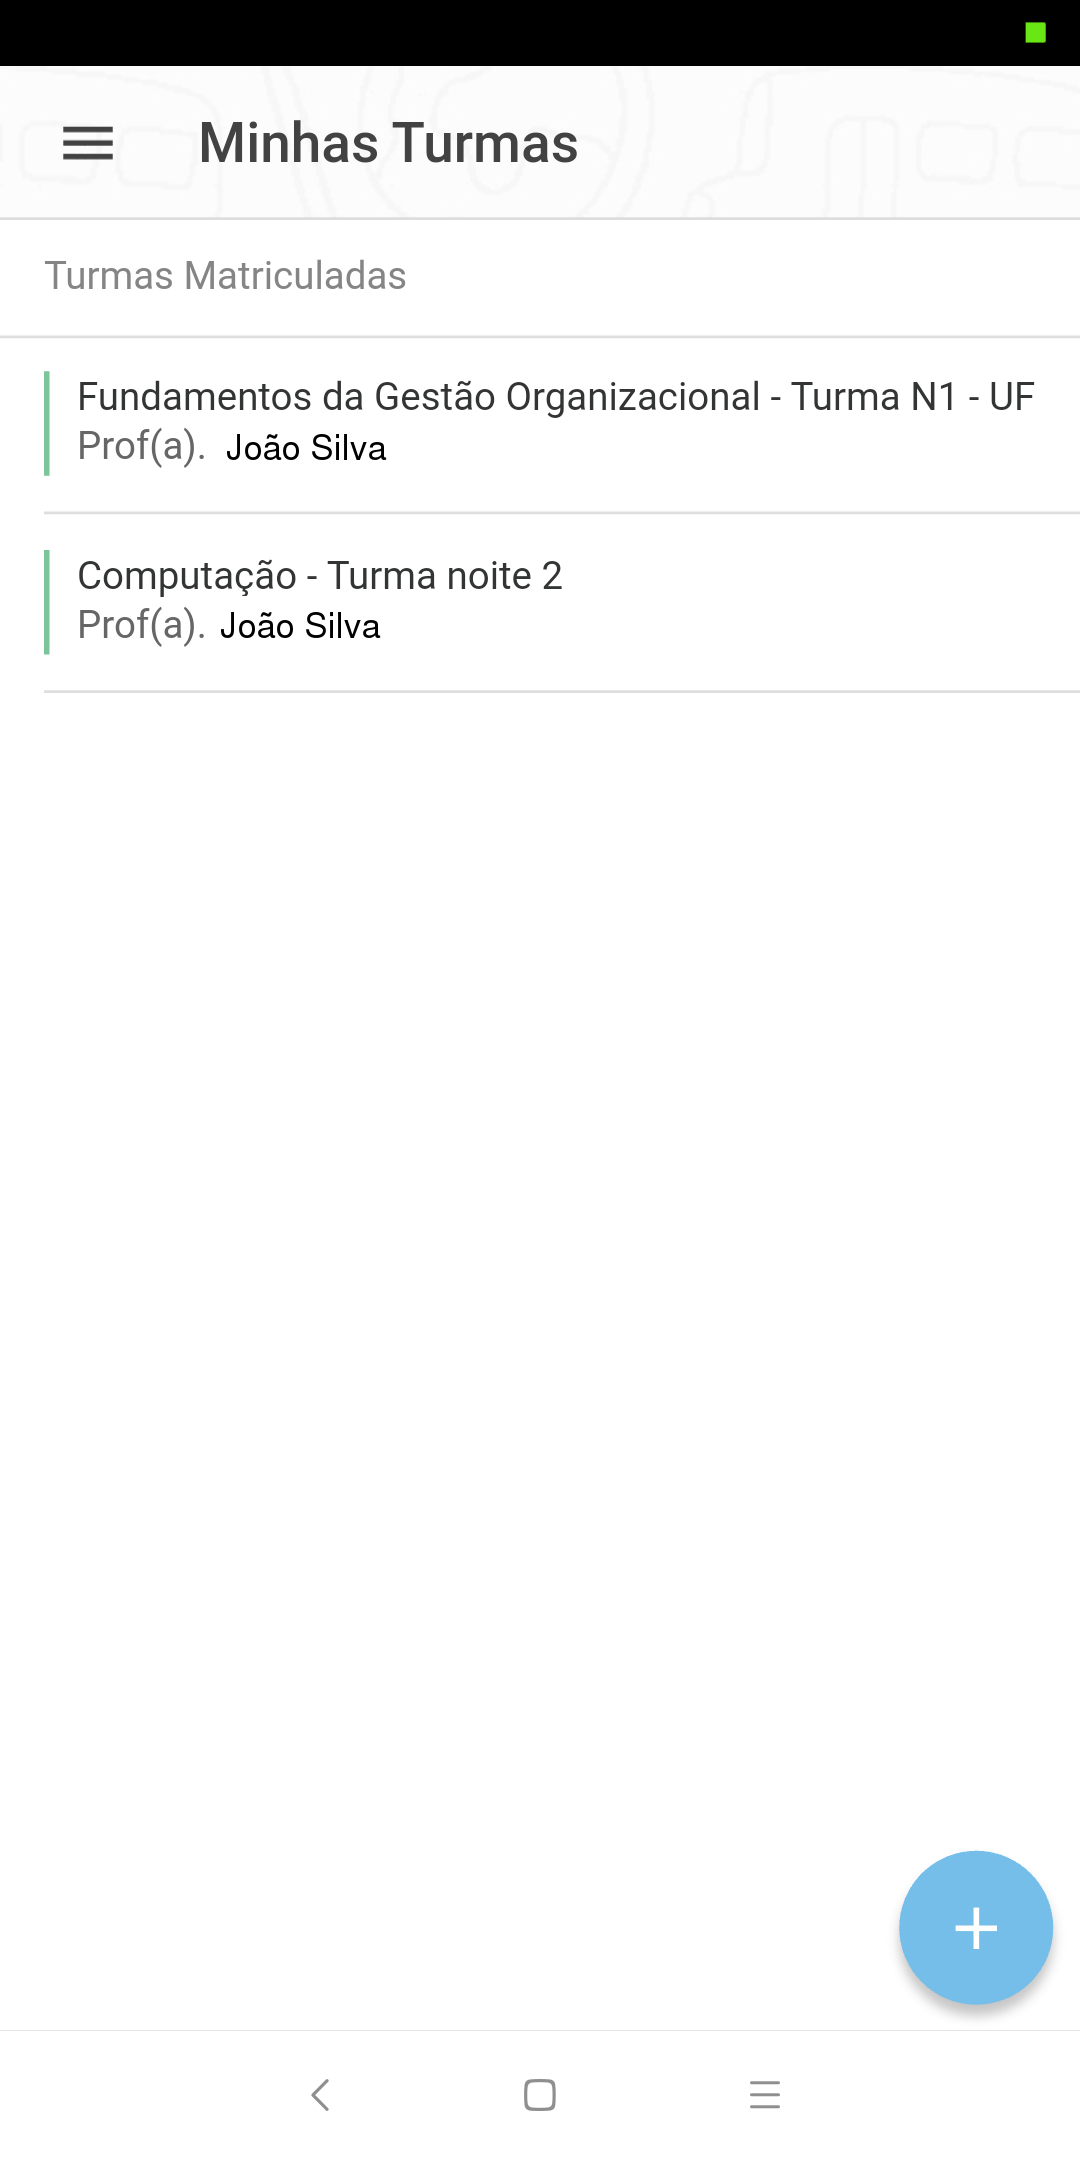 Minhas Turmas
Turmas Matriculadas
Fundamentos da Gestão Organizacional - Turma N1 - UF
Prof(a). João Silva
Computação - Turma noite 2
Prof(a). João Silva